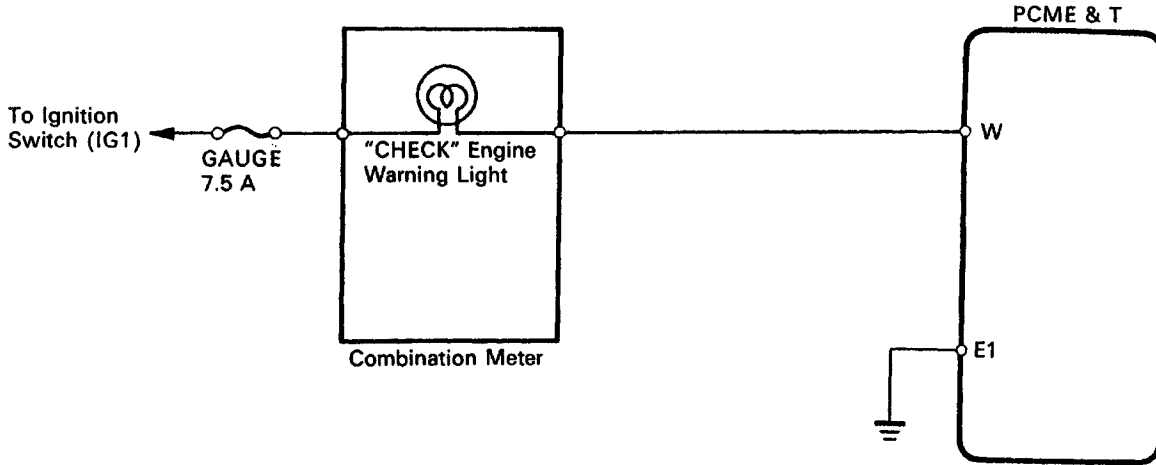 PCME & T
To Ignition
Switch (IG1)
GAUGE
7.5 A
"CHECK" Engine
Warning Light
W
Combination Meter
E1